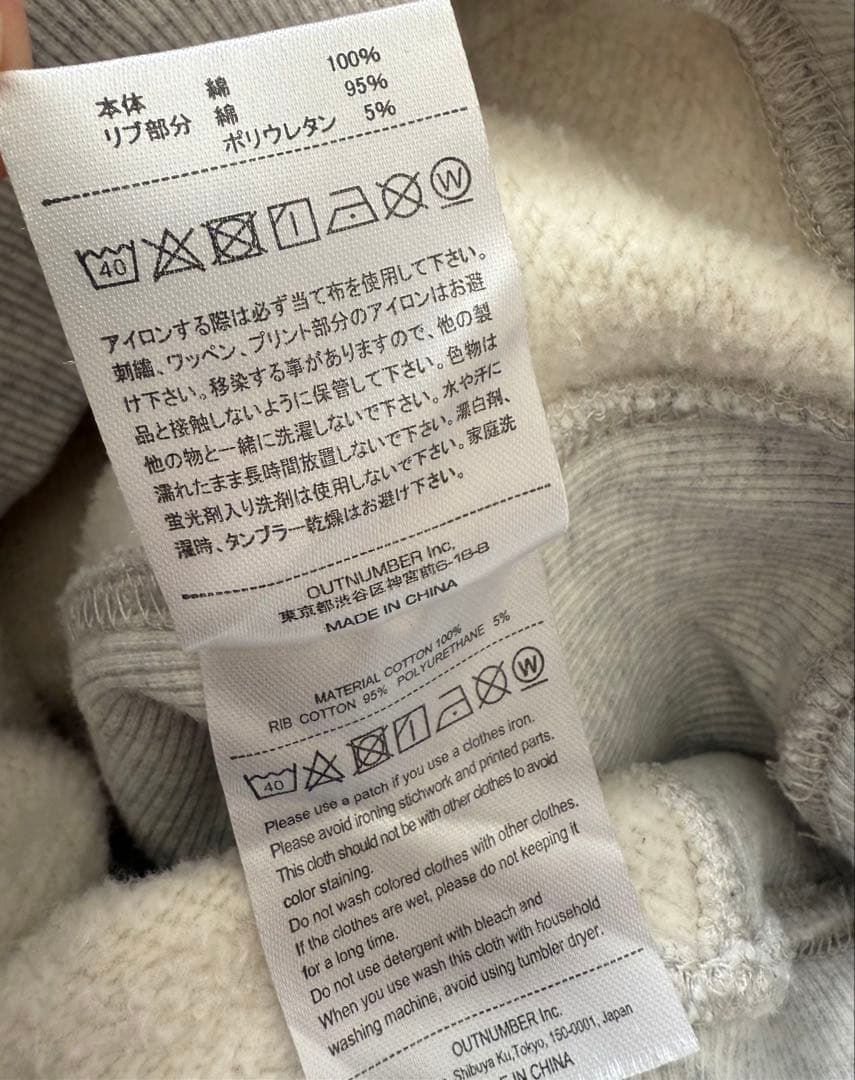 本体 綿 100%
リブ部分 綿 95%
ポリウレタン 5%
40 W
アイロンする際は必ず当て布を使用して下さい。
刺繍、ワッペン、プリント部分のアイロンはお避
け下さい。移染する事がありますので、他の製
品と接触しないように保管して下さい。色物は
他の物と一緒に洗濯しないで下さい。水や汗に
濡れたまま長時間放置しないで下さい。漂白剤、
蛍光剤入り洗剤は使用しないで下さい。家庭洗
濯時、タンブラー乾燥はお避け下さい。
OUTNUMBER Inc.
東京都渋谷区神宮前6-16-8
MADE IN CHINA
MATERIAL COTTON 100%
RIB COTTON 95% POLYURETHANE 5%
40 W
Please use a patch if you use a clothes iron.
Please avoid ironing stichwork and printed parts.
This cloth should not be with other clothes to avoid
color staining.
Do not wash colored clothes with other clothes.
If the clothes are wet, please do not keeping it
for a long time.
Do not use detergent with bleach and
When you use wash this cloth with household
washing machine, avoid using tumbler dryer.
OUTNUMBER Inc.
Shibuya Ku,Tokyo, 150-0001, Japan
IN CHINA